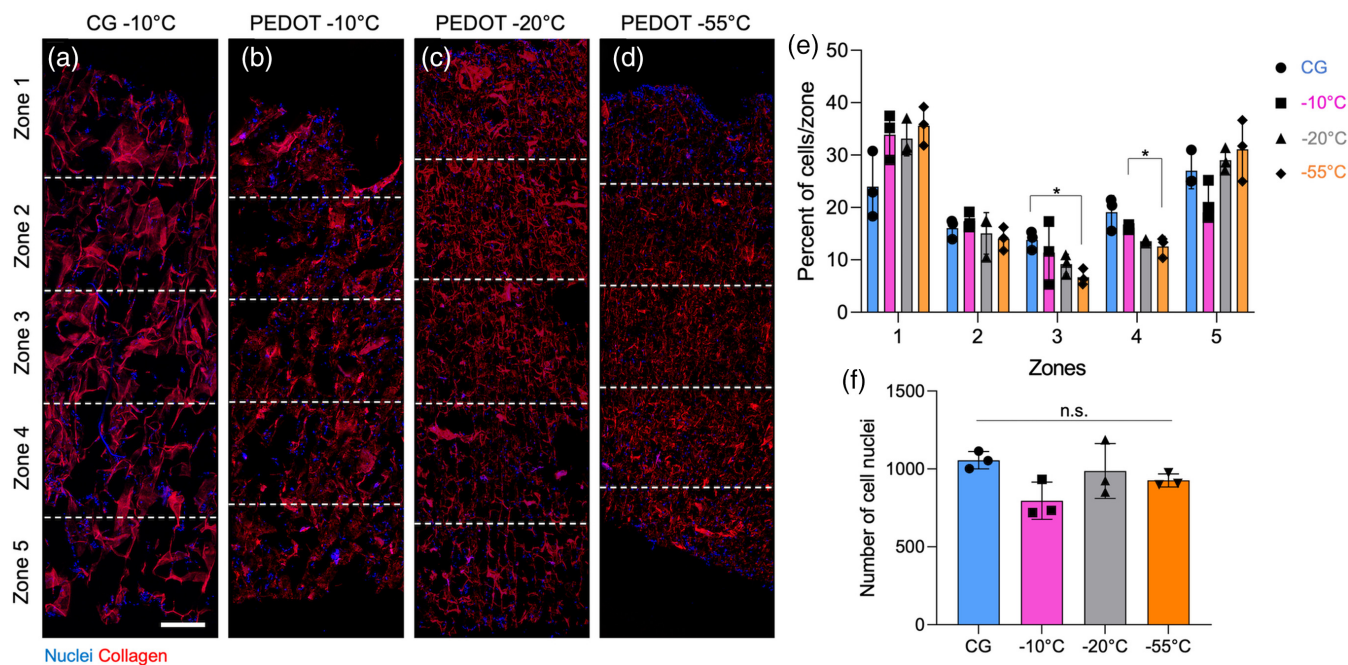 CG -10°C
PEDOT -10°C
PEDOT -20°C
PEDOT -55°C
(a)
(b)
(c)
(d)
Zone 1
Zone 2
Zone 3
Zone 4
Zone 5
Nuclei Collagen
(e)
Percent of cells/zone
50
40
30
20
10
0
*
*
1 2 3 4 5
Zones
CG
-10°C
-20°C
-55°C
(f)
Number of cell nuclei
1500
1000
500
0
n.s.
CG -10°C -20°C -55°C